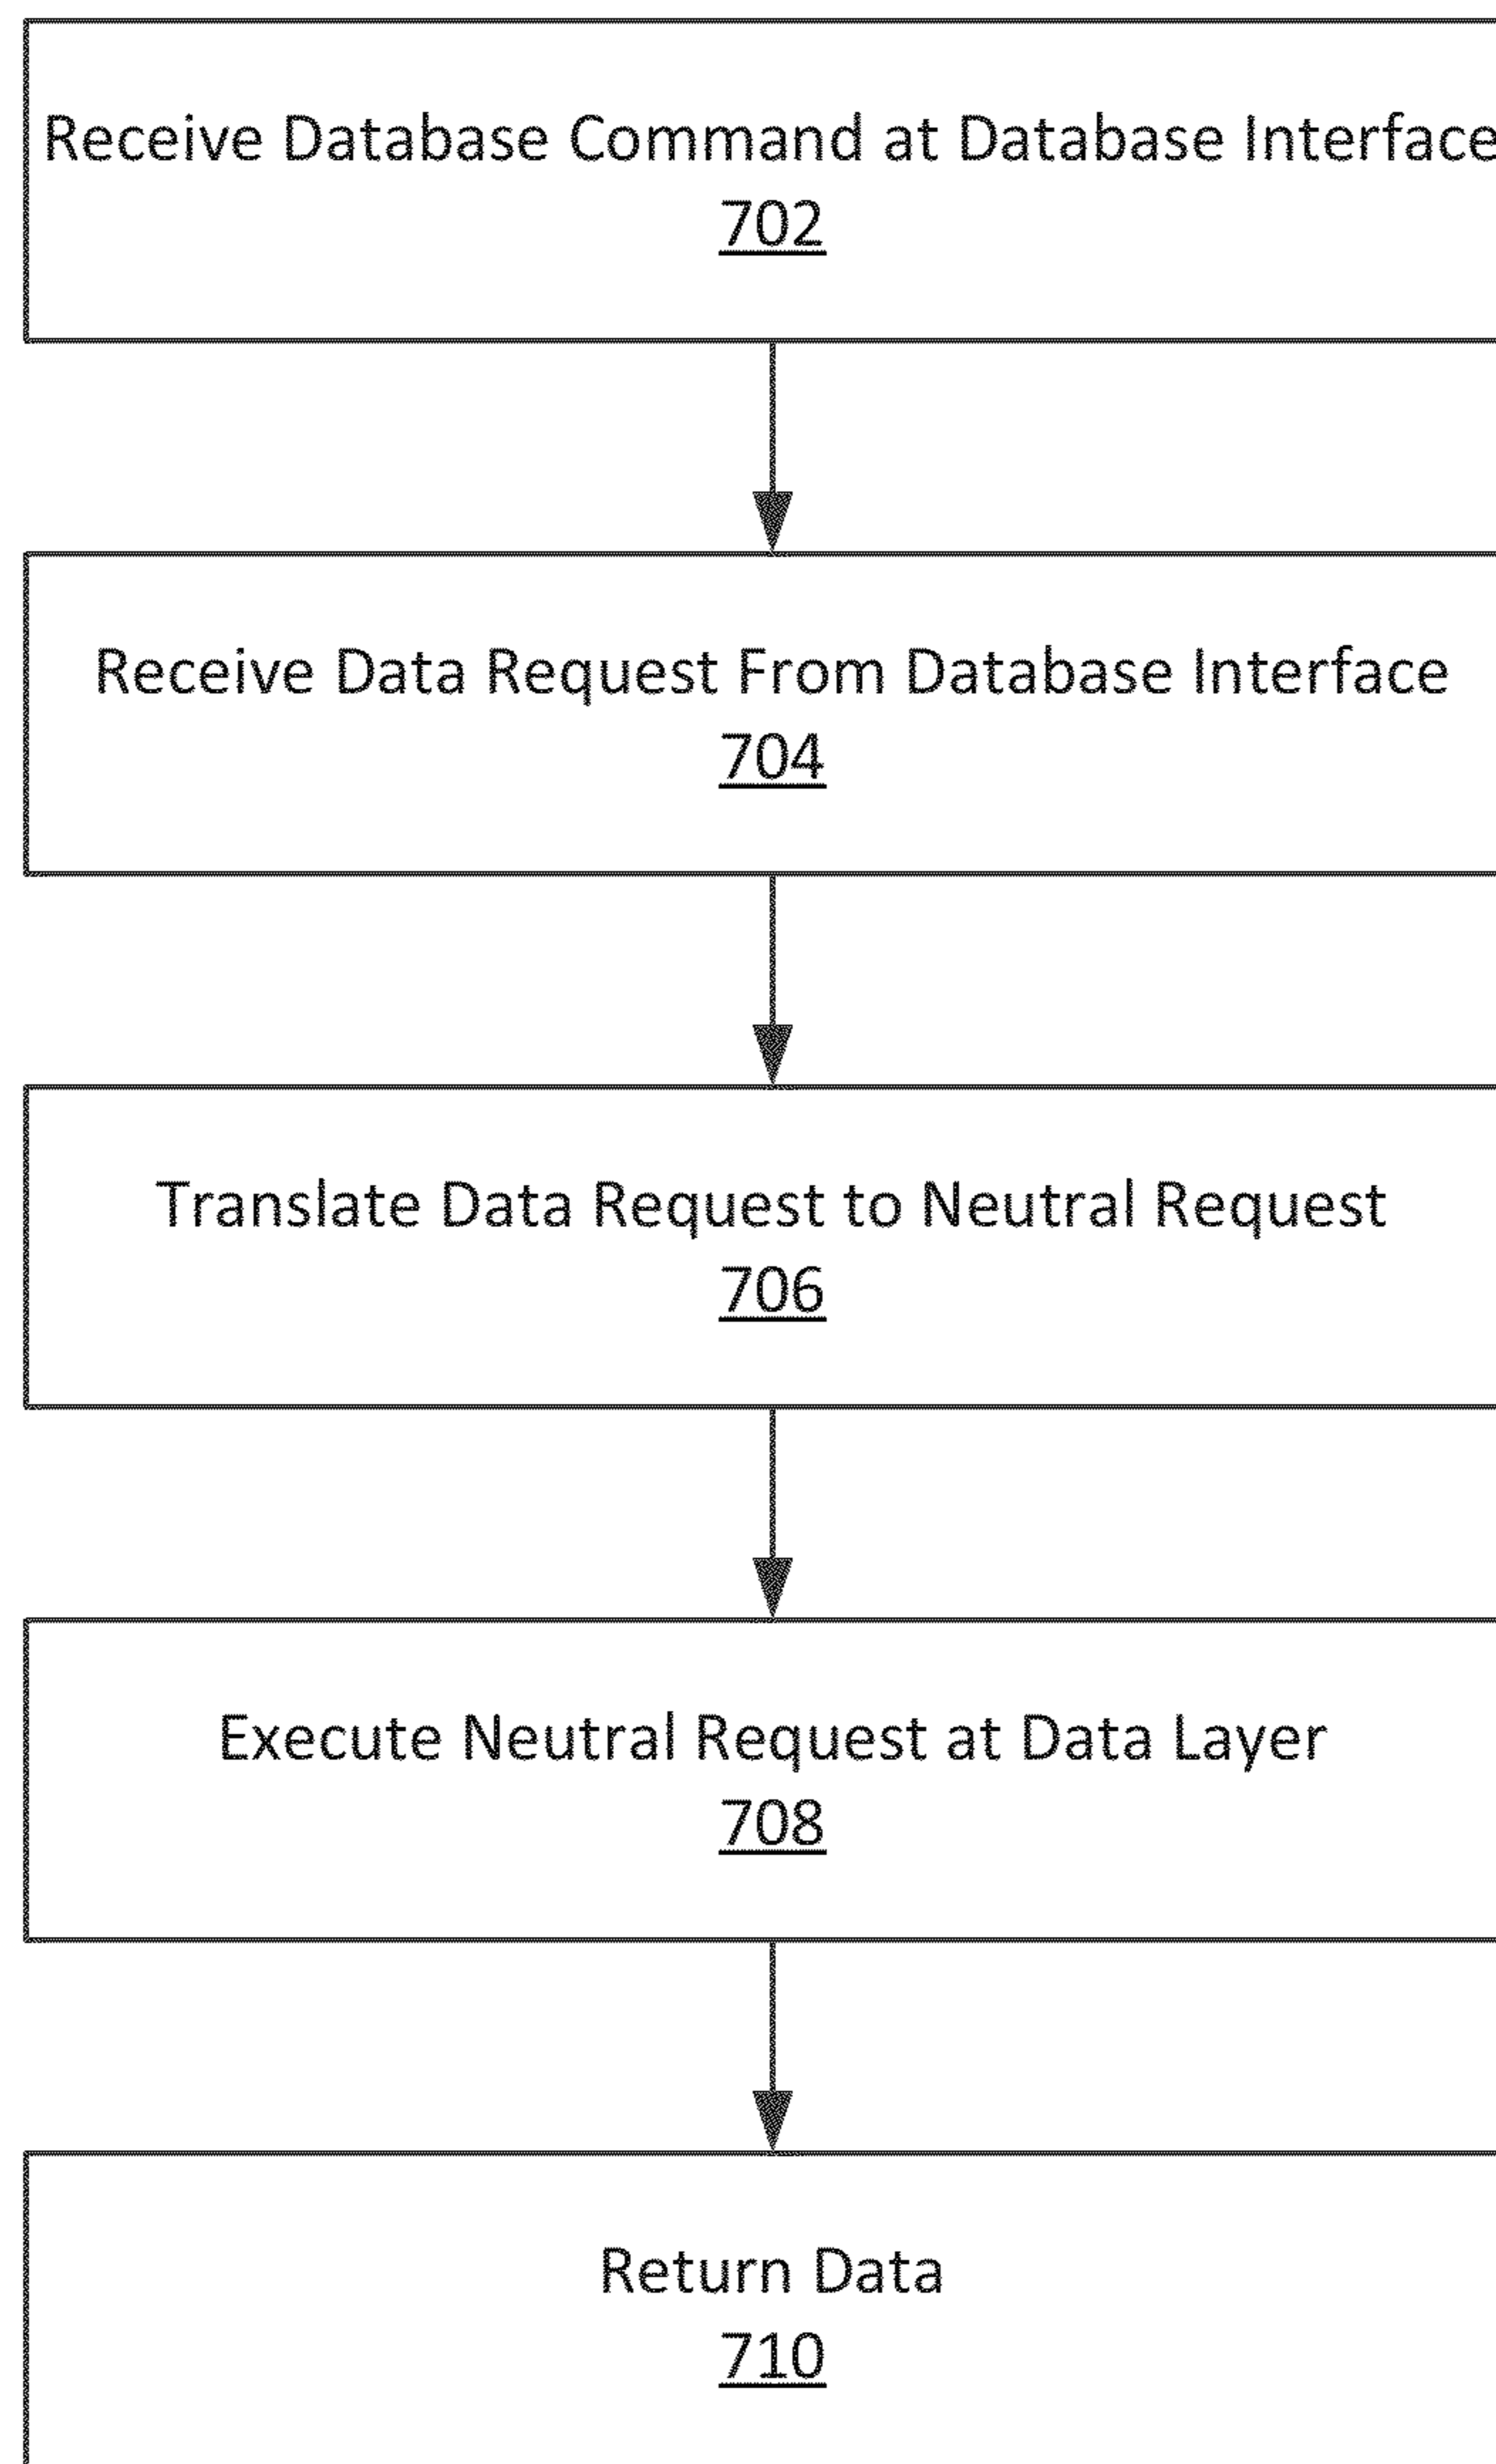 Receive Database Command at Database Interface
702
Receive Data Request From Database Interface
704
Translate Data Request to Neutral Request
706
Execute Neutral Request at Data Layer
708
Return Data
710